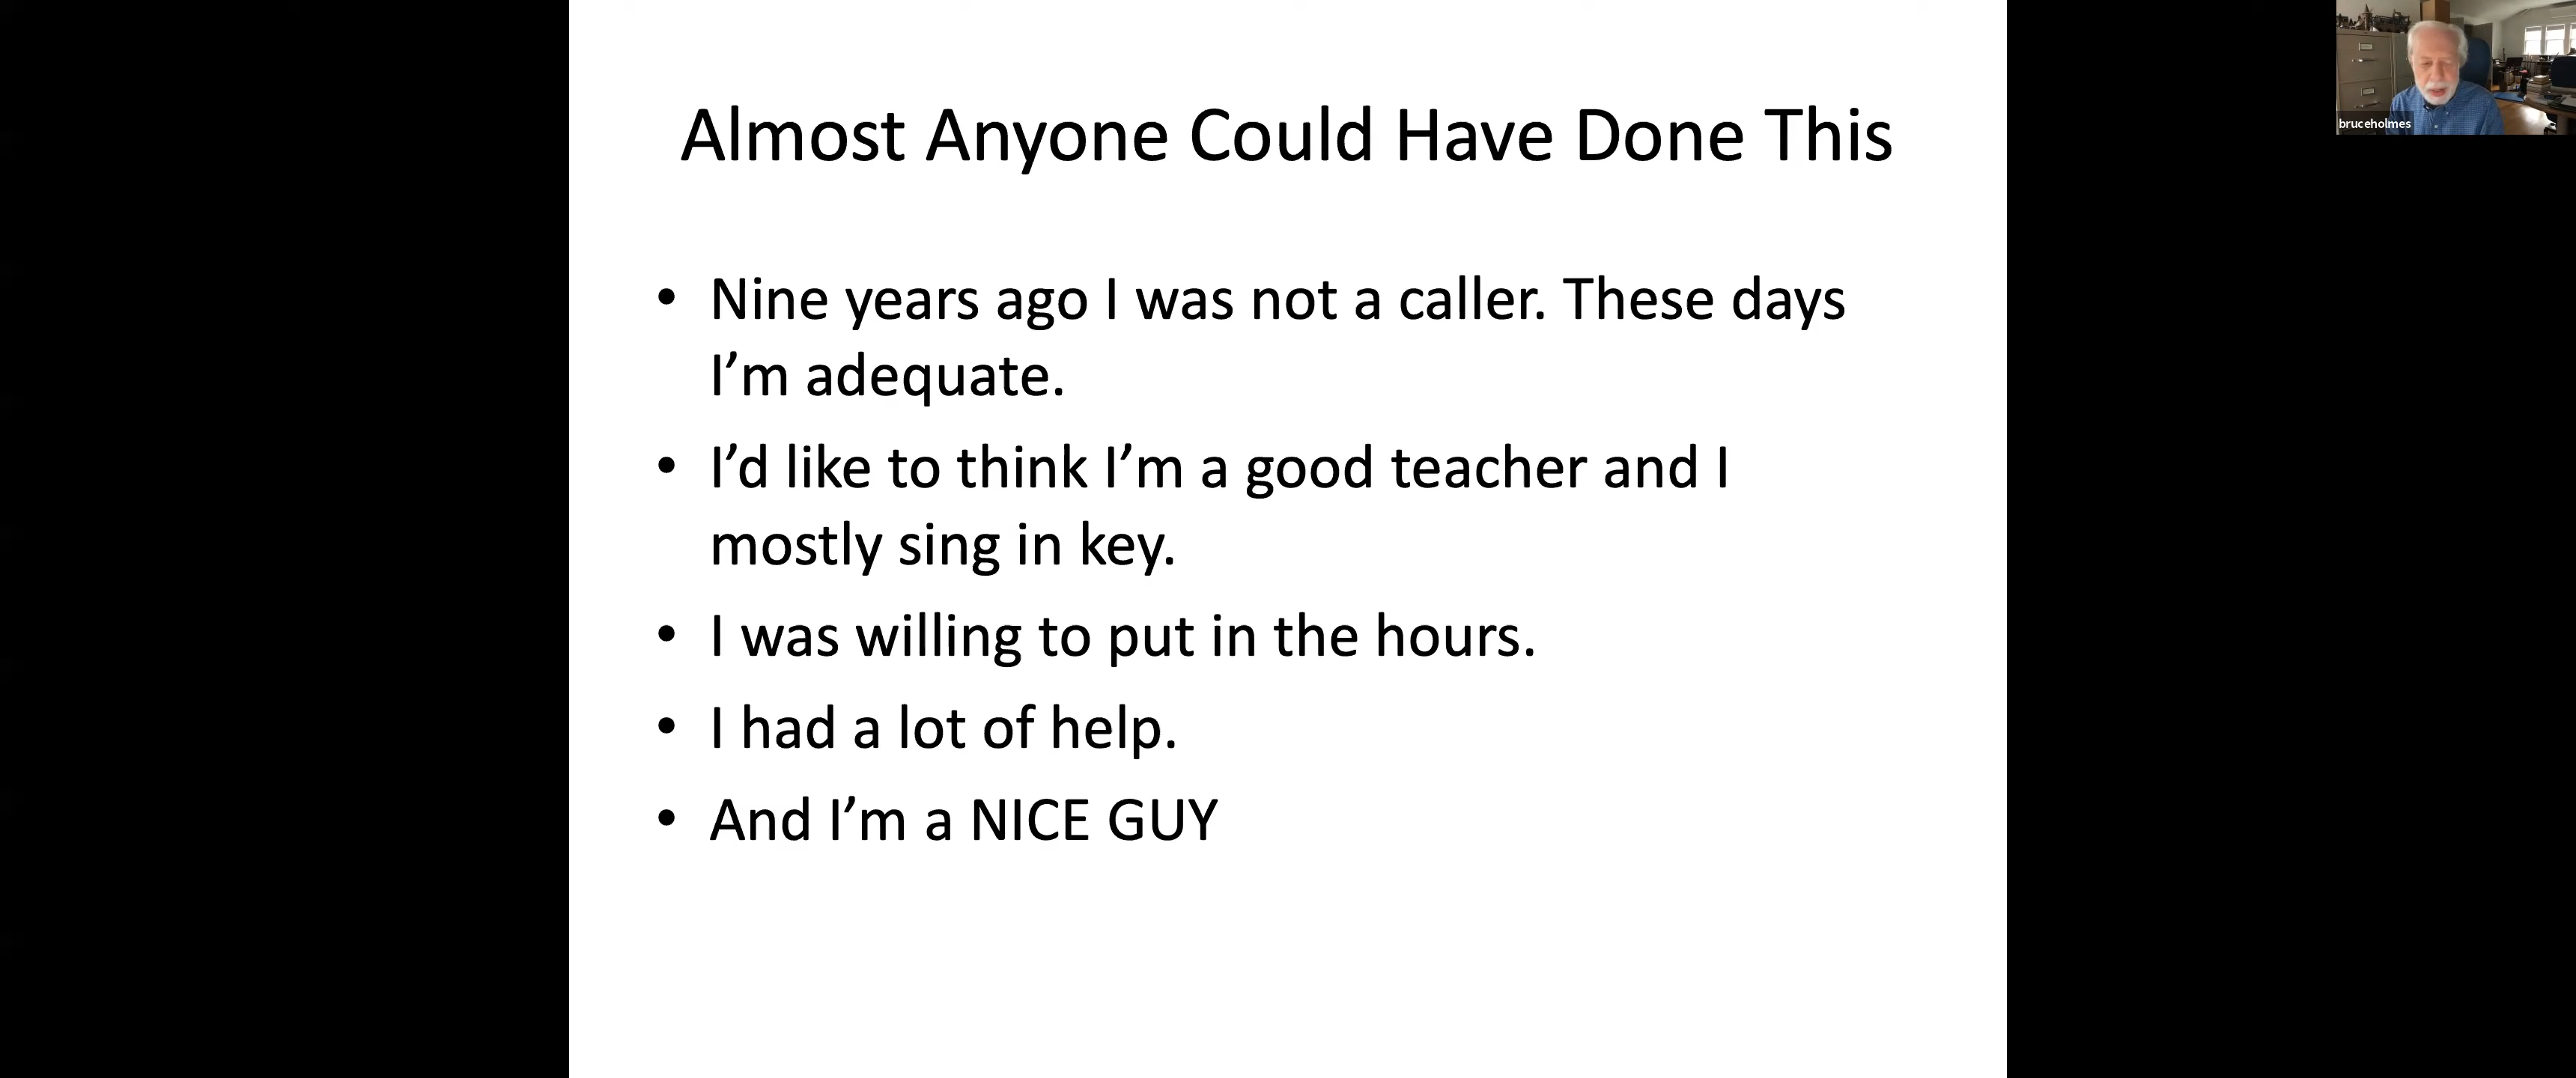 Almost Anyone Could Have Done This
• Nine years ago I was not a caller. These days
I’m adequate.
• I’d like to think I’m a good teacher and I
mostly sing in key.
• I was willing to put in the hours.
• I had a lot of help.
• And I’m a NICE GUY
bruceholmes